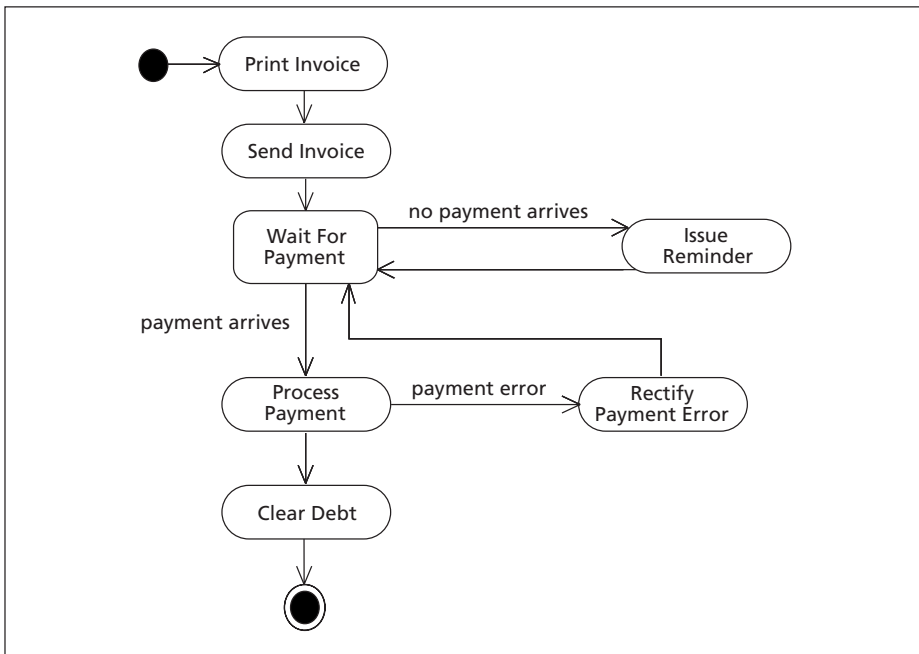 Print Invoice
Send Invoice
no payment arrives
Wait For
Payment
Issue
Reminder
payment arrives
Process
Payment
payment error
Rectify
Payment Error
Clear Debt